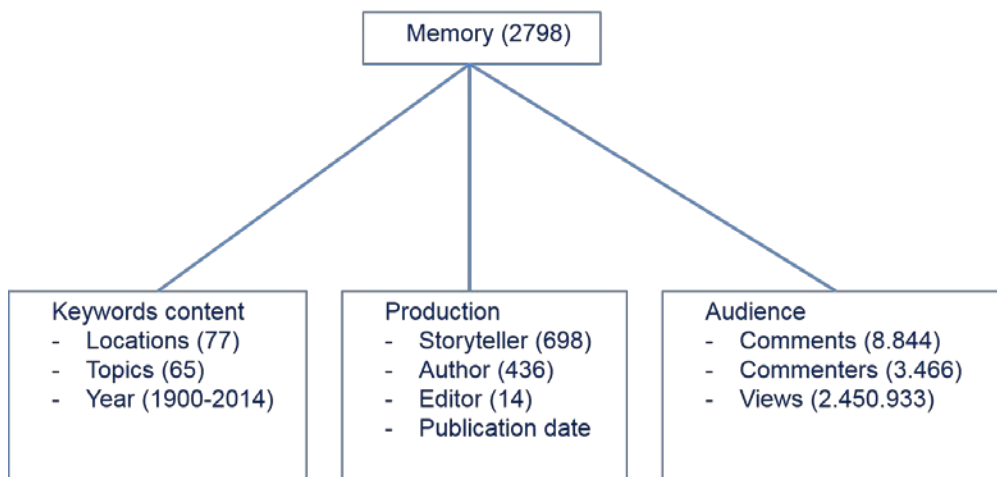 Memory (2798)
Keywords content
- Locations (77)
- Topics (65)
- Year (1900-2014)
Production
- Storyteller (698)
- Author (436)
- Editor (14)
- Publication date
Audience
- Comments (8.844)
- Commenters (3.466)
- Views (2.450.933)